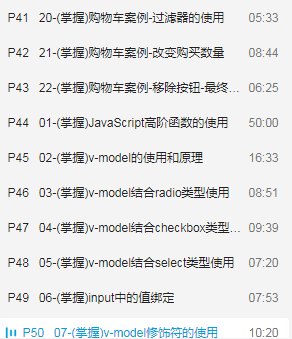 P41 20-(掌握)购物车案例-过滤器的使用 05:33
P42 21-(掌握)购物车案例-改变购买数量 08:44
P43 22-(掌握)购物车案例-移除按钮-最终... 06:25
P44 01-(掌握)JavaScript高阶函数的使用 50:00
P45 02-(掌握)v-model的使用和原理 16:33
P46 03-(掌握)v-model结合radio类型使用 08:51
P47 04-(掌握)v-model结合checkbox类型... 09:39
P48 05-(掌握)v-model结合select类型使用 07:20
P49 06-(掌握)input中的值绑定 07:53
P50 07-(掌握)v-model修饰符的使用 10:20